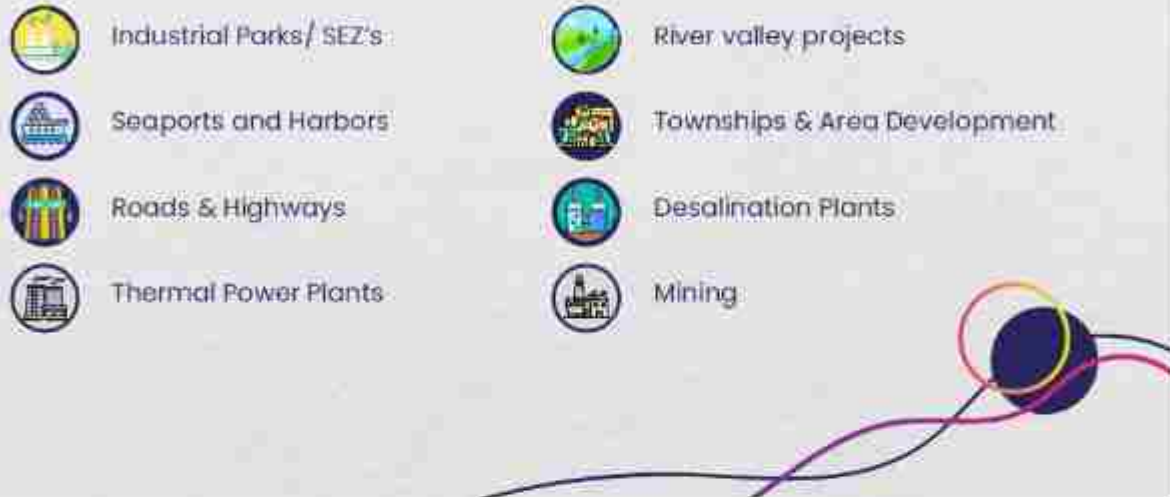 Industrial Parks/ SEZ's
Seaports and Harbors
Roads & Highways
Thermal Power Plants
River valley projects
Townships & Area Development
Desalination Plants
Mining